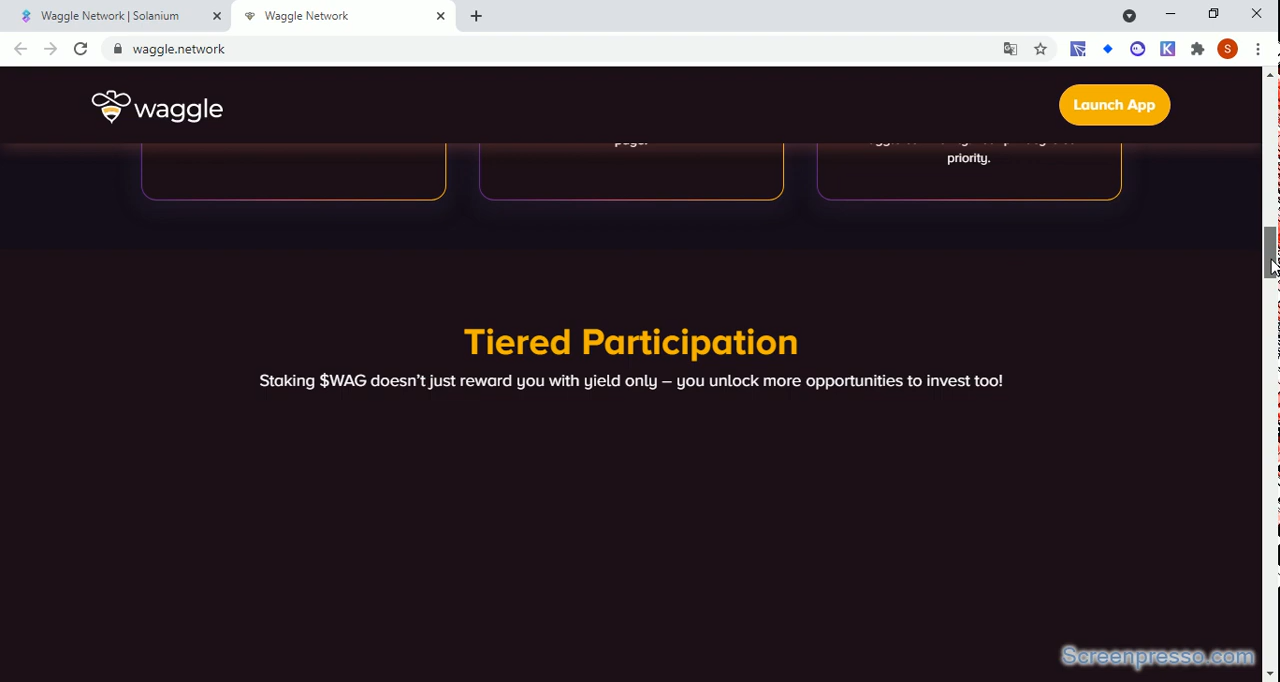 Waggle Network | Solanium
Waggle Network
waggle.network
S
waggle
Launch App
priority.
Tiered Participation
Staking $WAG doesn't just reward you with yield only – you unlock more opportunities to invest too!
Screenpresso.com